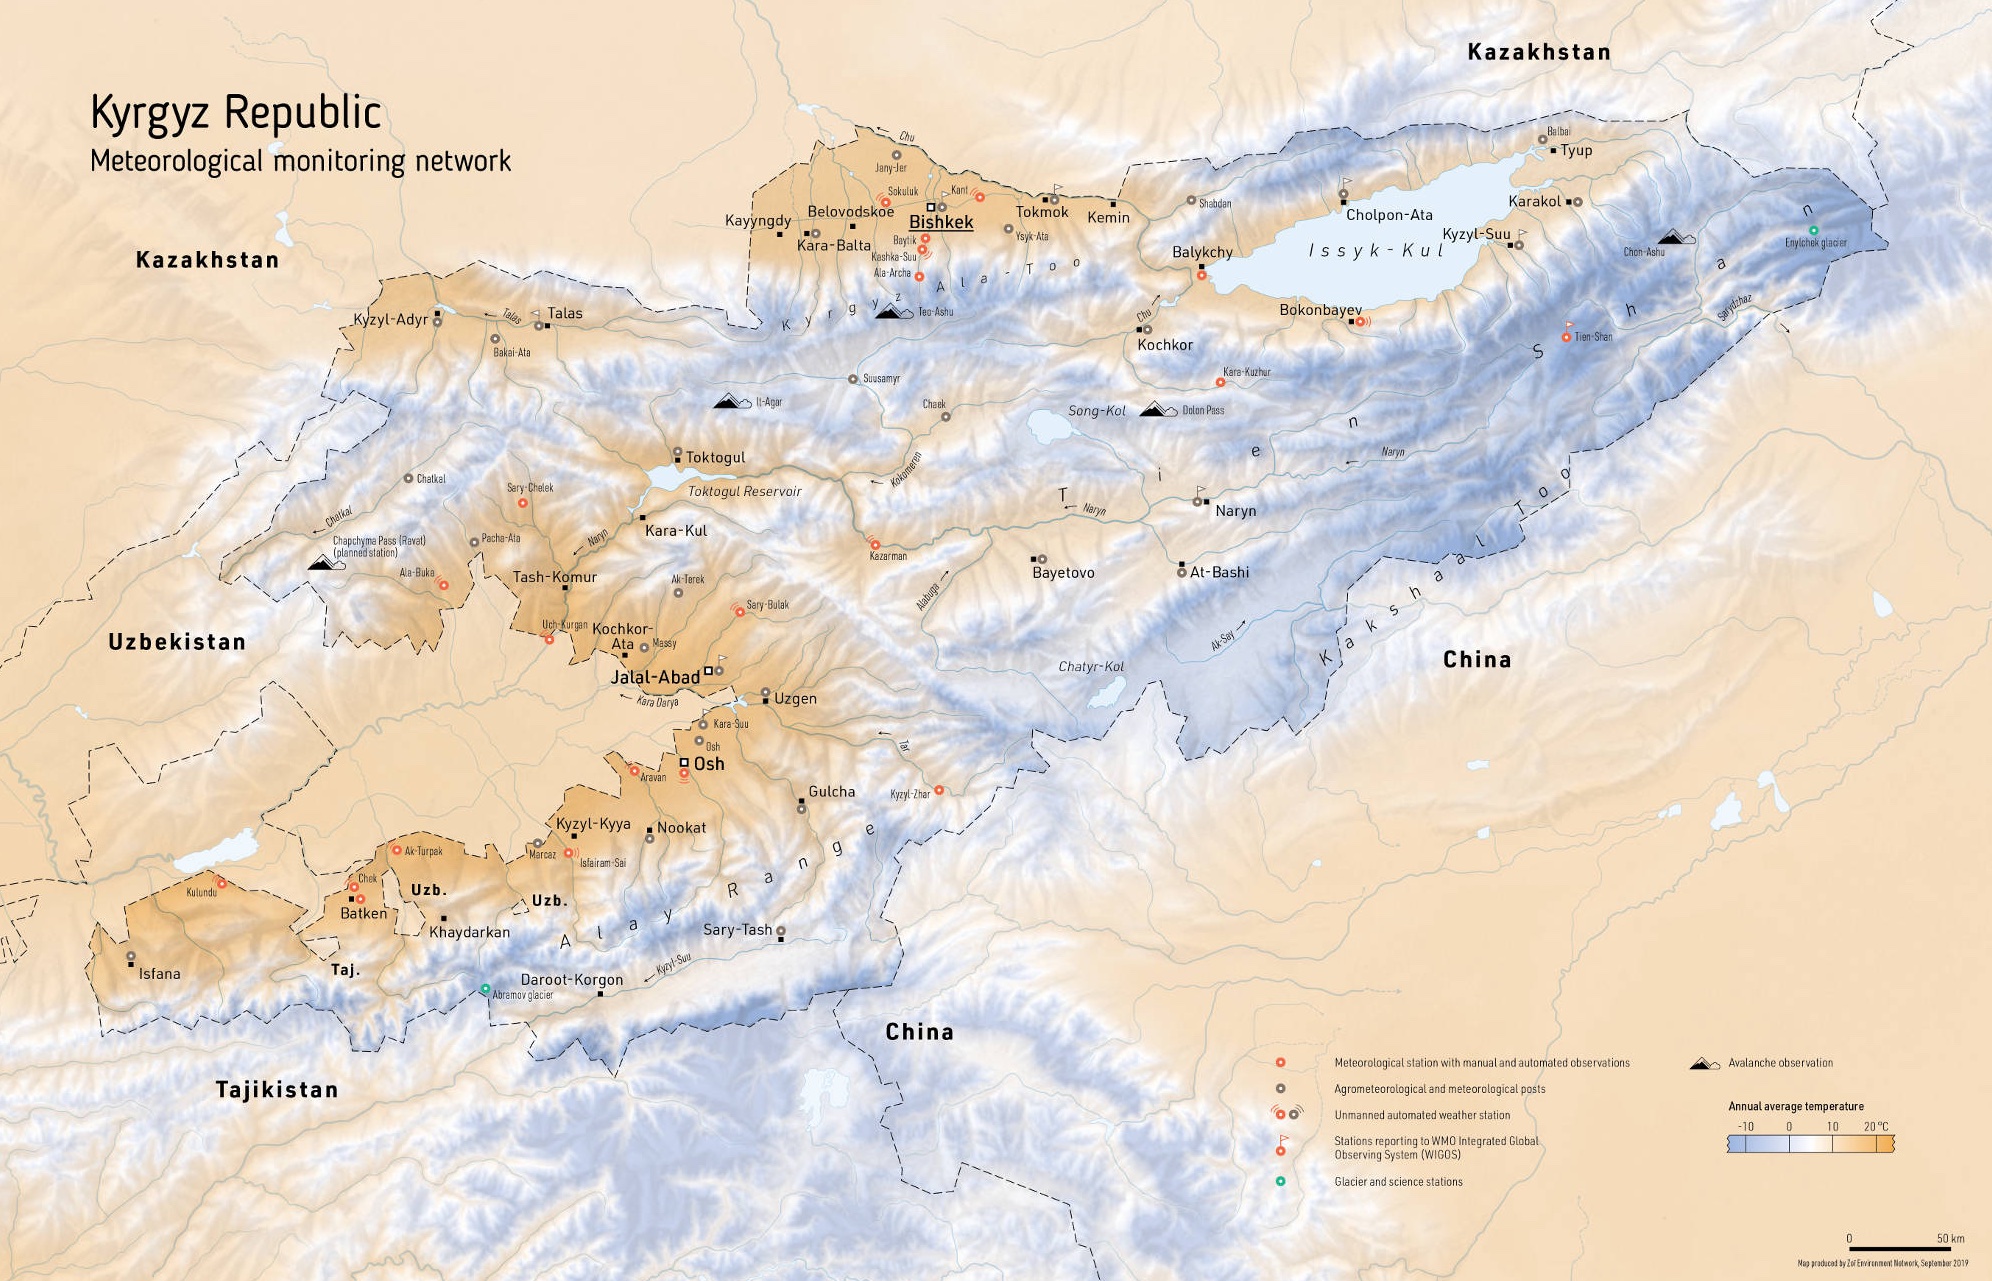 Kyrgyz Republic
Meteorological monitoring network
Kazakhstan
Kazakhstan
Uzbekistan
Tajikistan
China
China
Uzb.
Uzb.
Taj.
Chu
Jany-Jer
Sokuluk
Kant
Belovodskoe
Bishkek
Kayyngdy
Kara-Balta
Tokmok
Kemin
Ysyk-Ata
Baytik
Kashka-Suu
Ala-Archa
Kyrgyz Ala-Too
Teo-Ashu
Shabdan
Balbai
Tyup
Cholpon-Ata
Karakol
Kyzyl-Suu
Issyk-Kul
Balykchy
Bokonbayev
Chon-Ashu
Enylchek glacier
Sarydzhaz
Tien-Shan
Tien Shan
Kyzyl-Adyr
Talas
Talas
Bakai-Ata
Chu
Kochkor
Kara-Kuzhur
Suusamyr
It-Agar
Chaek
Song-Kol
Dolon Pass
Naryn
Toktogul
Toktogul Reservoir
Kokomeren
Chatkal
Sary-Chelek
Chatkal
Chapchyma Pass (Ravat)
(planned station)
Pacha-Ata
Naryn
Kara-Kul
Naryn
Naryn
Kazarman
Bayetovo
At-Bashi
Kakshaal Too
Ala-Buka
Tash-Komur
Ak-Terek
Alabuga
Sary-Bulak
Uch-Kurgan
Kochkor-
Ata
Massy
Ak-Say
Chatyr-Kol
Jalal-Abad
Kara Darya
Uzgen
Kara-Suu
Osh
Osh
Tar
Aravan
Gulcha
Kyzyl-Zhar
Kyzyl-Kyya
Nookat
Marcaz
Isfairam-Sai
Alay Range
Ak-Turpak
Kulundu
Chek
Batken
Khaydarkan
Sary-Tash
Isfana
Kyzyl-Suu
Daroot-Korgon
Abramov glacier
Meteorological station with manual and automated observations
Agrometeorological and meteorological posts
Unmanned automated weather station
Stations reporting to WMO Integrated Global
Observing System (WIGOS)
Glacier and science stations
Avalanche observation
Annual average temperature
-10 0 10 20°C
0 50 km
Map produced by Zoï Environment Network, September 2019